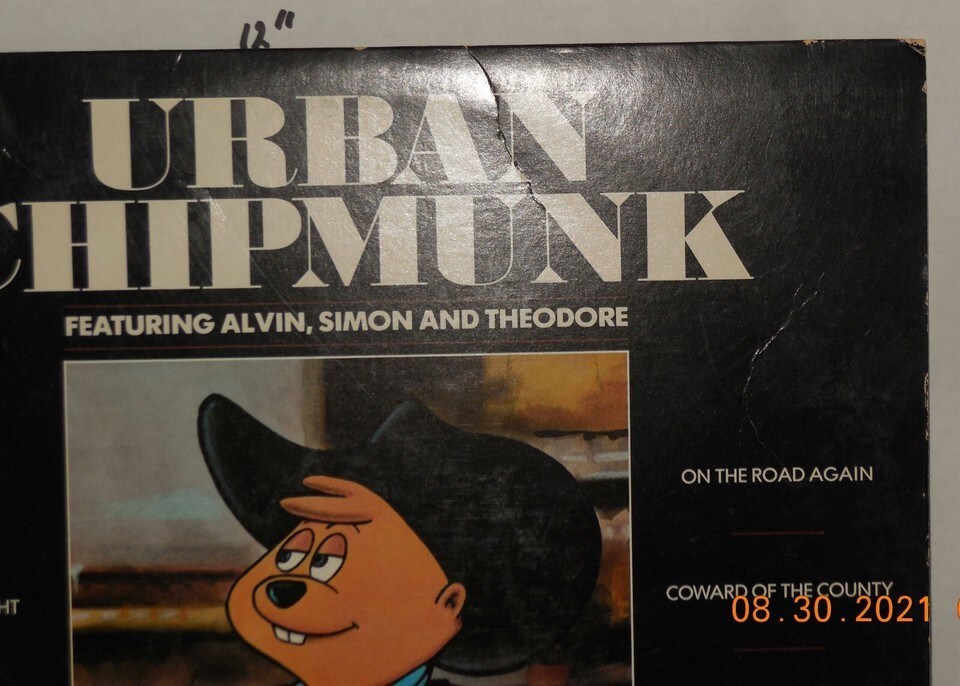 12"
URBAN
CHIPMUNK
FEATURING ALVIN, SIMON AND THEODORE
ON THE ROAD AGAIN
COWARD OF THE COUNTY
HT
08.30.2021